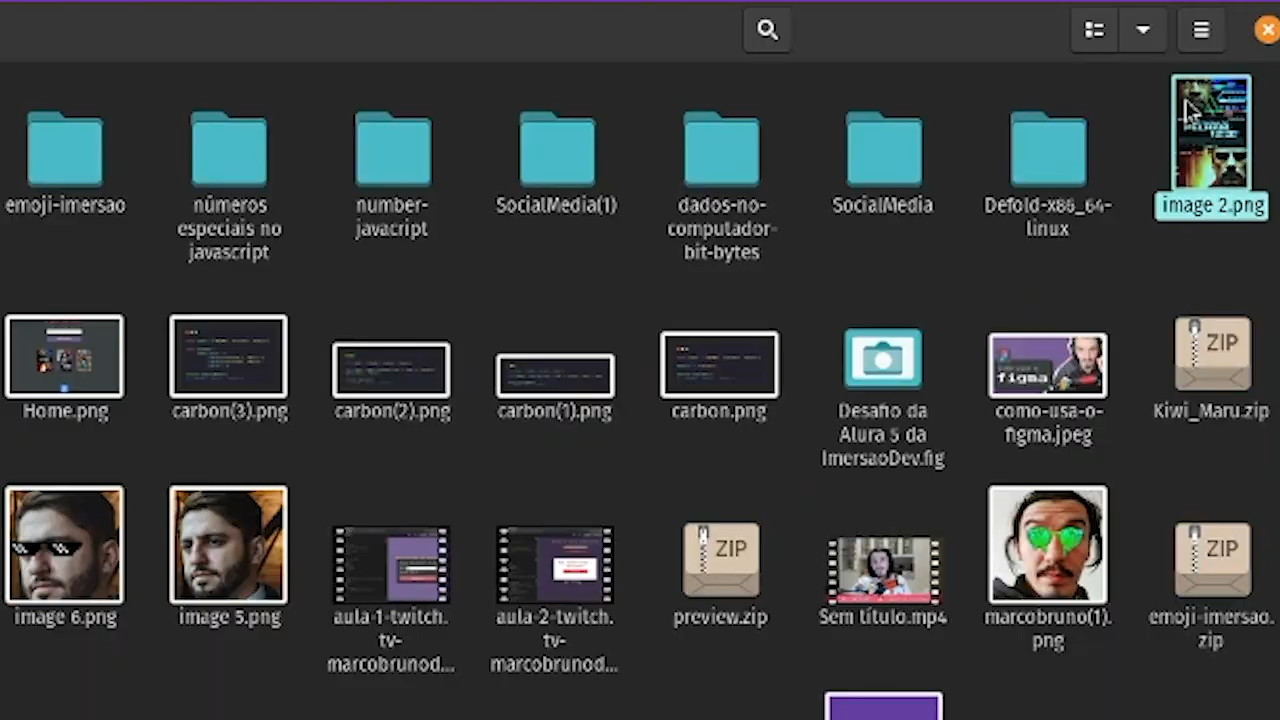 emoji-imersao
números
especiais no
javascript
number-
javacript
SocialMedia(1)
dados-no-
computador-
bit-bytes
SocialMedia
Defold-x86_64-
linux
image 2.png
Home.png
carbon(3).png
carbon(2).png
carbon(1).png
carbon.png
Desafio da
Alura 5 da
ImersaoDev.fig
figma
como-usa-o-
figma.jpeg
ZIP
Kiwi_Maru.zip
image 6.png
image 5.png
aula-1-twitch.
tv-
marcobrunod...
aula-2-twitch.
tv-
marcobrunod...
ZIP
preview.zip
Sem título.mp4
marcobruno(1).
png
ZIP
emoji-imersao.
zip